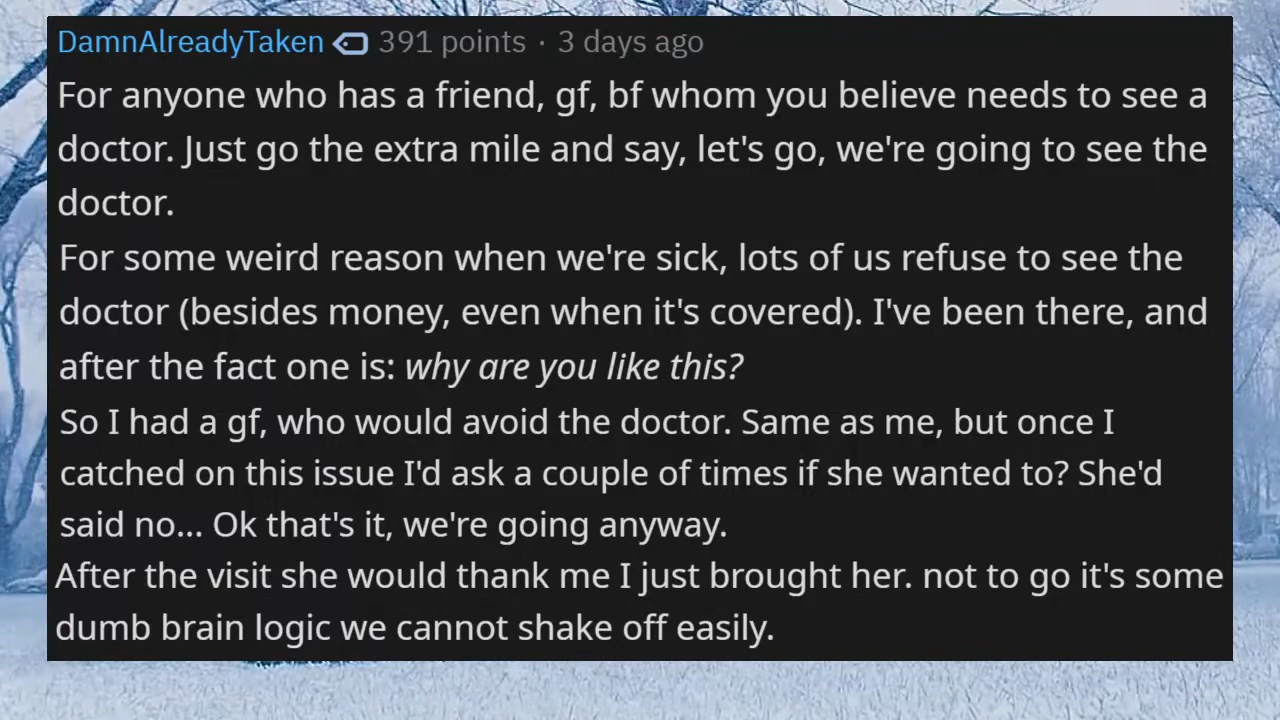 DamnAlreadyTaken 391 points · 3 days ago
For anyone who has a friend, gf, bf whom you believe needs to see a
doctor. Just go the extra mile and say, let's go, we're going to see the
doctor.
For some weird reason when we're sick, lots of us refuse to see the
doctor (besides money, even when it's covered). I've been there, and
after the fact one is: why are you like this?
So I had a gf, who would avoid the doctor. Same as me, but once I
catched on this issue I'd ask a couple of times if she wanted to? She'd
said no... Ok that's it, we're going anyway.
After the visit she would thank me I just brought her. not to go it's some
dumb brain logic we cannot shake off easily.